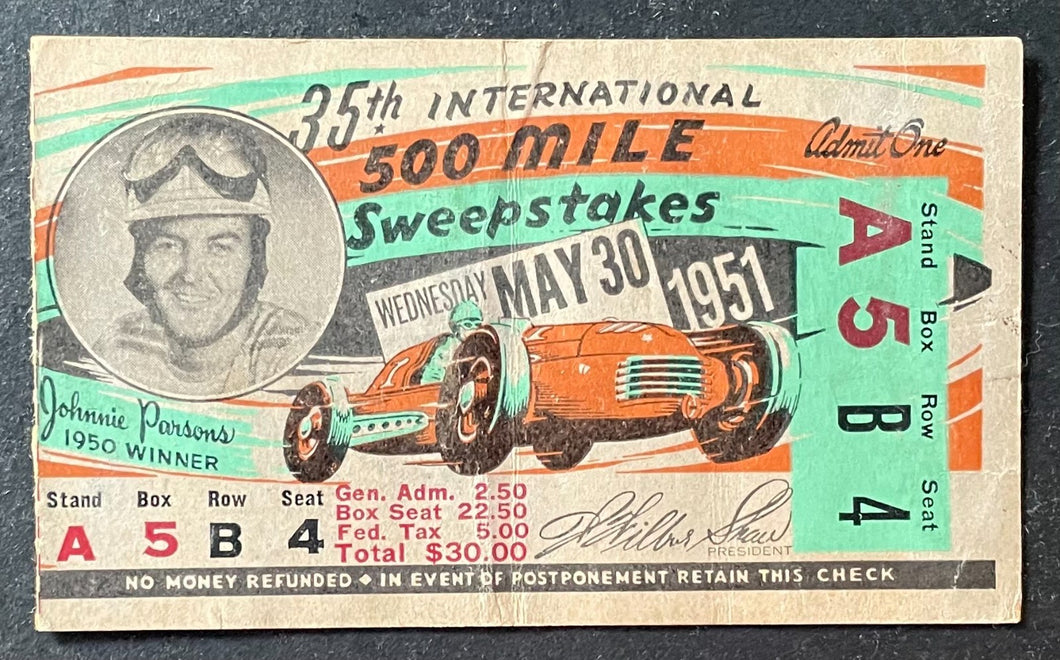 35th INTERNATIONAL
500 MILE
Sweepstakes
WEDNESDAY MAY 30 1951
Johnnie Parsons
1950 WINNER
Stand Box Row Seat
A 5 B 4
Gen. Adm. 2.50
Box Seat 22.50
Fed. Tax 5.00
Total $30.00
Wilbur Shaw
PRESIDENT
NO MONEY REFUNDED ◆ IN EVENT OF POSTPONEMENT RETAIN THIS CHECK
Admit One
Stand Box Row Seat
A 5 B 4
A
1